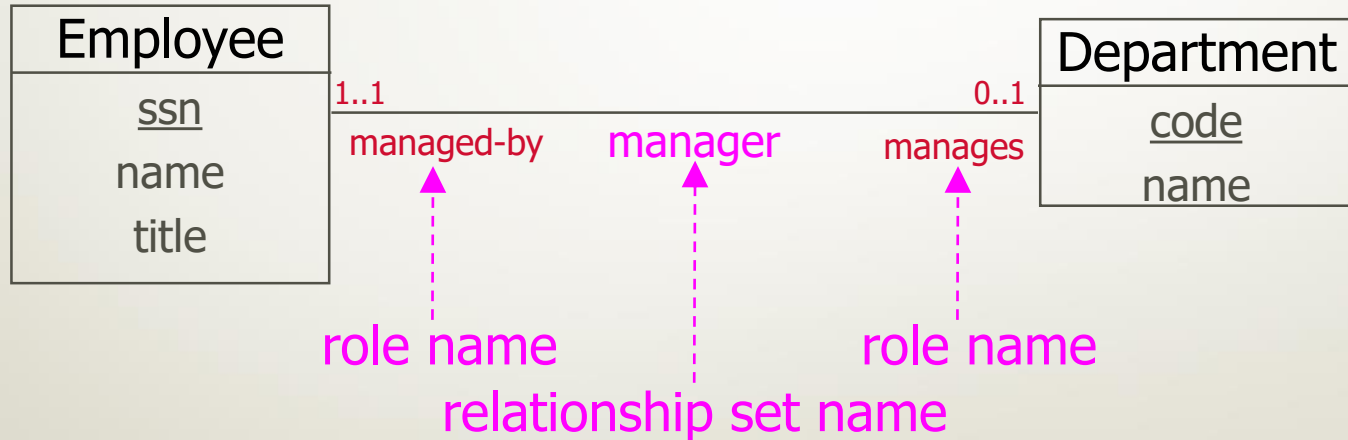 Employee
ssn
name
title
1..1
managed-by
manager
0..1
manages
Department
code
name
role name
role name
relationship set name